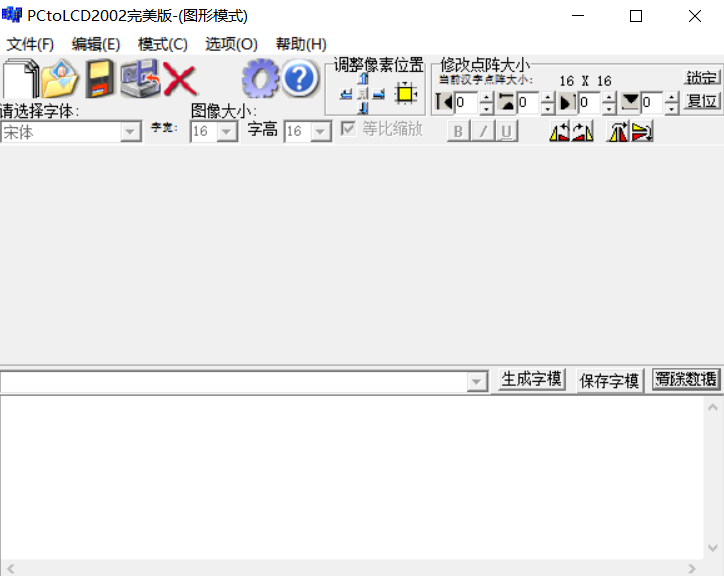 PCtoLCD2002完美版-(图形模式)
文件(F) 编辑(E) 模式(C) 选项(O) 帮助(H)
调整像素位置 修改点阵大小
当前汉字点阵大小: 16 X 16 锁定
0 0 0 0 复位
请选择字体: 图像大小:
宋体 字宽: 16 字高 16 等比缩放 B I U
生成字模 保存字模 清除数据